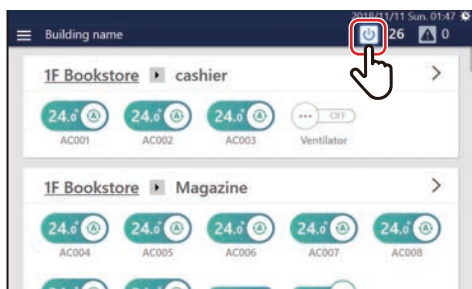 2018/11/11 Sun. 01:47
Building name 26 0
1F Bookstore cashier
24.0° A 24.0° A 24.0° A OFF
AC001 AC002 AC003 Ventilator
1F Bookstore Magazine
24.0° A 24.0° A 24.0° A 24.0° A 24.0° A
AC004 AC005 AC006 AC007 AC008